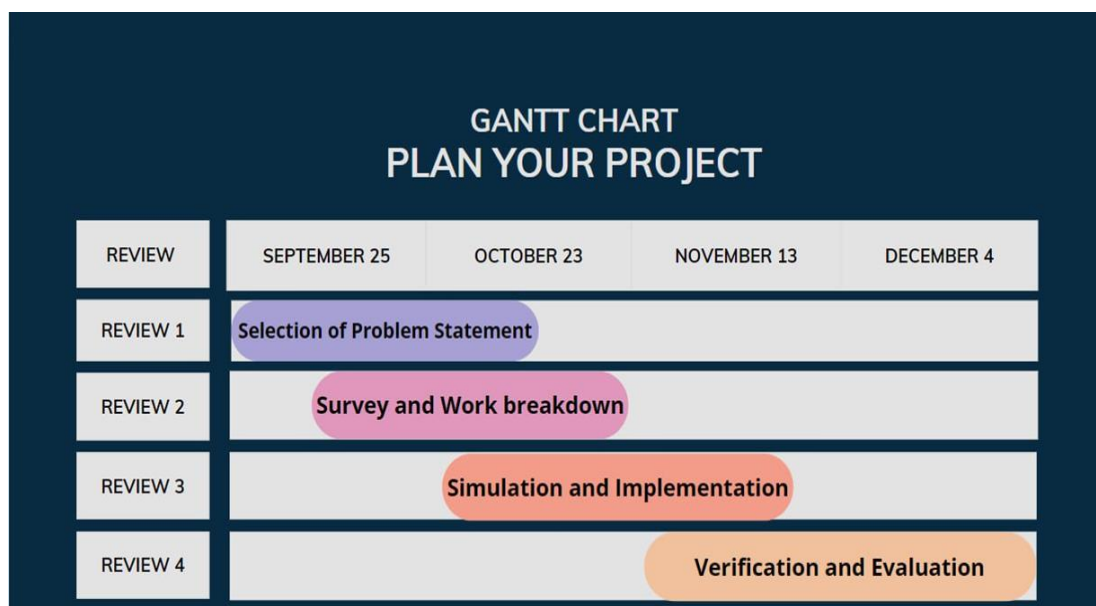 GANTT CHART
PLAN YOUR PROJECT
REVIEW SEPTEMBER 25 OCTOBER 23 NOVEMBER 13 DECEMBER 4
REVIEW 1 Selection of Problem Statement
REVIEW 2 Survey and Work breakdown
REVIEW 3 Simulation and Implementation
REVIEW 4 Verification and Evaluation